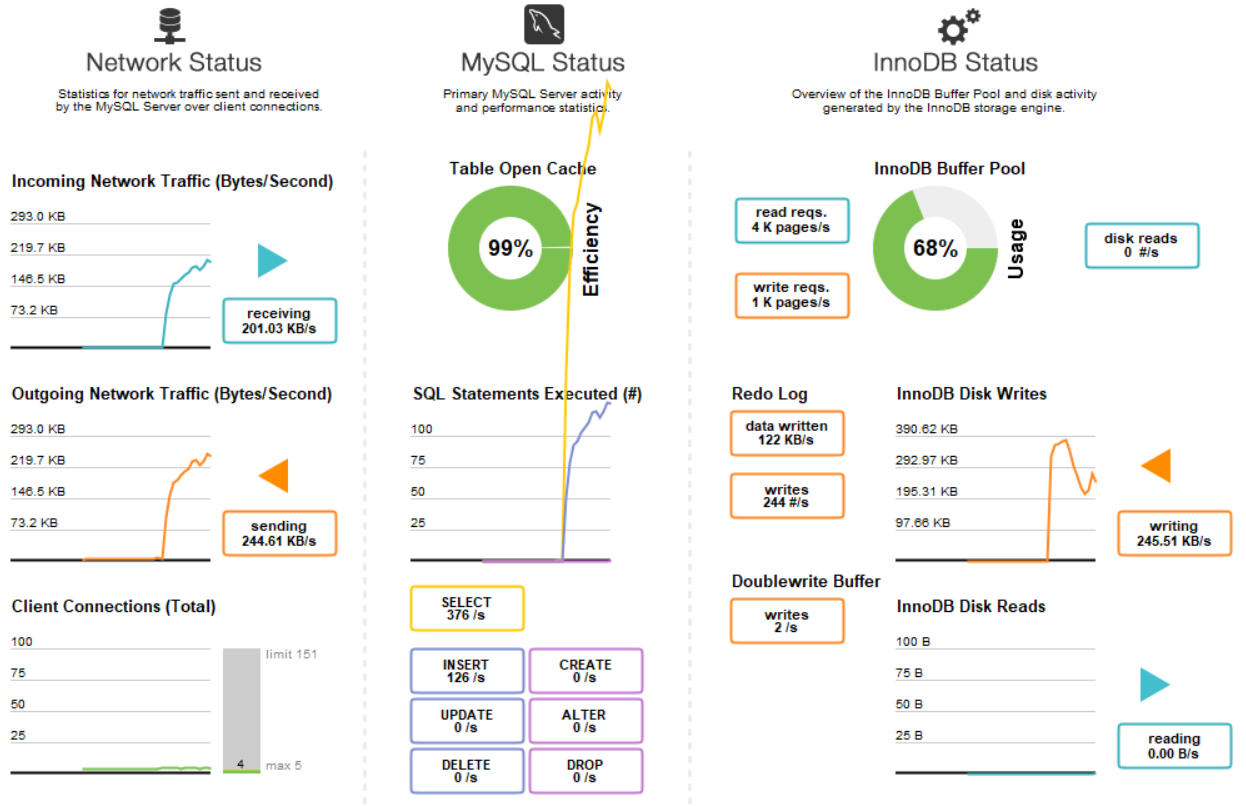 Network Status
Statistics for network traffic sent and received
by the MySQL Server over client connections.
Incoming Network Traffic (Bytes/Second)
293.0 KB
219.7 KB
146.5 KB
73.2 KB
receiving
201.03 KB/s
Outgoing Network Traffic (Bytes/Second)
293.0 KB
219.7 KB
146.5 KB
73.2 KB
sending
244.61 KB/s
Client Connections (Total)
100
75
50
25
limit 151
4
max 5
MySQL Status
Primary MySQL Server activity
and performance statistics.
Table Open Cache
99%
Efficiency
SQL Statements Executed (#)
100
75
50
25
SELECT
376 /s
INSERT
126 /s
CREATE
0 /s
UPDATE
0 /s
ALTER
0 /s
DELETE
0 /s
DROP
0 /s
InnoDB Status
Overview of the InnoDB Buffer Pool and disk activity
generated by the InnoDB storage engine.
InnoDB Buffer Pool
read reqs.
4 K pages/s
write reqs.
1 K pages/s
68%
Usage
disk reads
0 #/s
Redo Log
data written
122 KB/s
writes
244 #/s
Doublewrite Buffer
writes
2 /s
InnoDB Disk Writes
390.62 KB
292.97 KB
195.31 KB
97.66 KB
writing
245.51 KB/s
InnoDB Disk Reads
100 B
75 B
50 B
25 B
reading
0.00 B/s